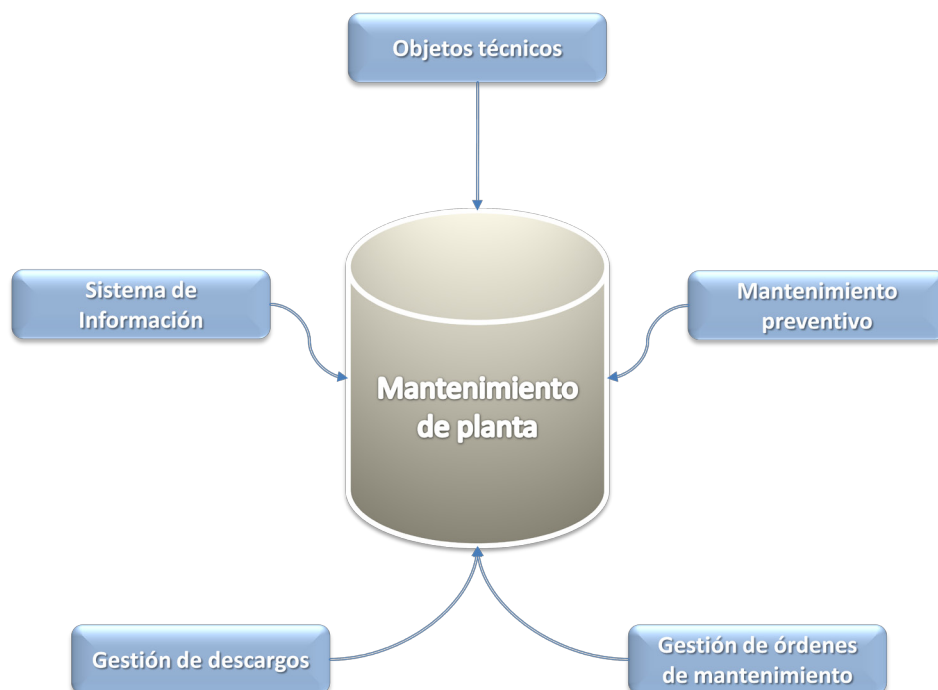 Objetos técnicos
Sistema de
Información
Mantenimiento
preventivo
Mantenimiento
de planta
Gestión de descargos
Gestión de órdenes
de mantenimiento